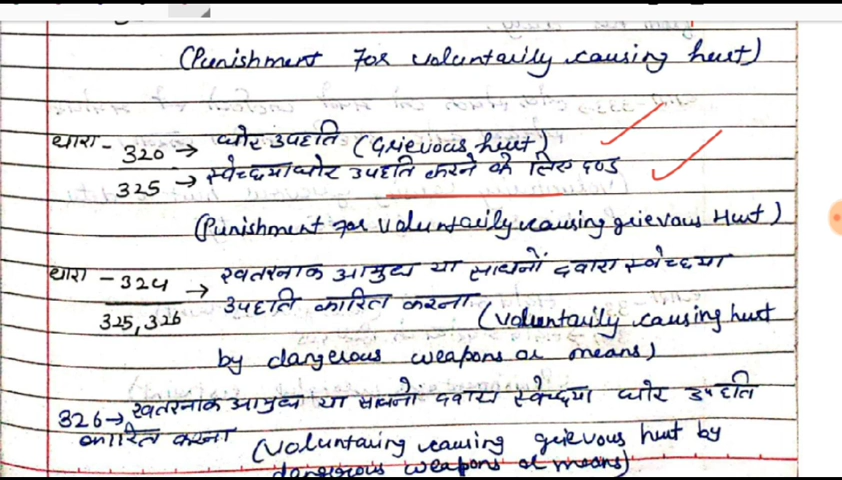 (Punishment for voluntarily causing hurt)
धारा - 320 → घोर उपहति (Grievous hurt)
325 → स्वेच्छया घोर उपहति करने के लिए दण्ड
(Punishment for voluntarily causing grievous Hurt)
धारा - 324 → खतरनाक आयुध या साधनों द्वारा स्वेच्छया
325, 326 उपहति कारित करना (voluntarily causing hurt
by dangerous weapons or means)
326 → खतरनाक आयुध या साधनो द्वारा स्वेच्छया घोर उपहति
कारित करना (voluntaring causing grievous hurt by
dangerous weapons or means)